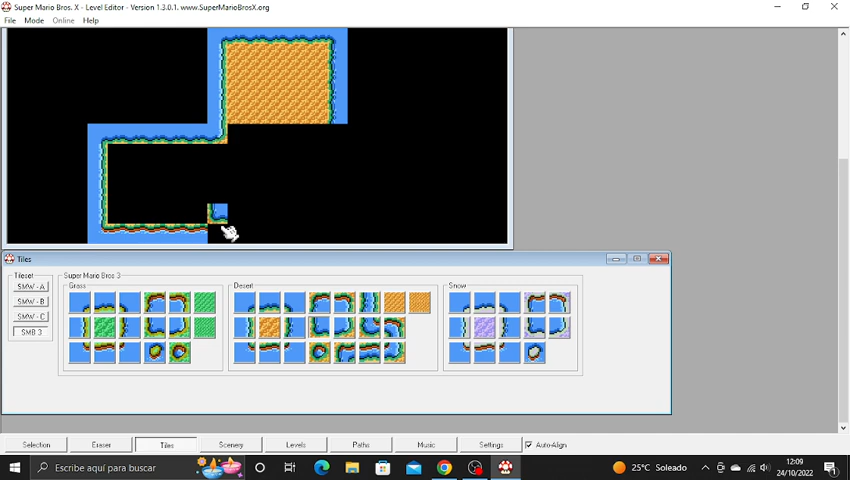 Super Mario Bros. X - Level Editor - Version 1.3.0.1. www.SuperMarioBrosX.org
File Mode Online Help
Tiles
Tileset
SMW - A
SMW - B
SMW - C
SMB 3
Super Mario Bros 3
Grass
Desert
Snow
Selection Eraser Tiles Scenery Levels Paths Music Settings Auto-Align
Escribe aquí para buscar
25°C Soleado
12:09
24/10/2022
1